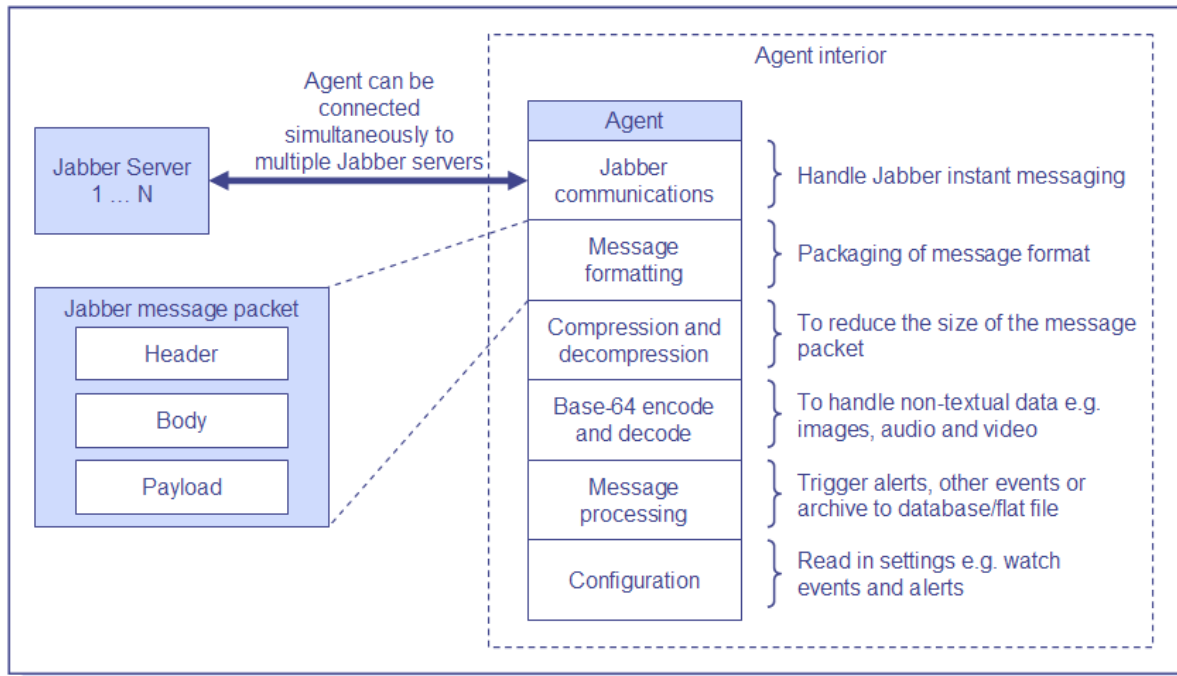 Agent interior
Agent can be
connected
simultaneously to
multiple Jabber servers
Jabber Server
1 ... N
Jabber message packet
Header
Body
Payload
Agent
Jabber
communications
Handle Jabber instant messaging
Message
formatting
Packaging of message format
Compression and
decompression
To reduce the size of the message
packet
Base-64 encode
and decode
To handle non-textual data e.g.
images, audio and video
Message
processing
Trigger alerts, other events or
archive to database/flat file
Configuration
Read in settings e.g. watch
events and alerts